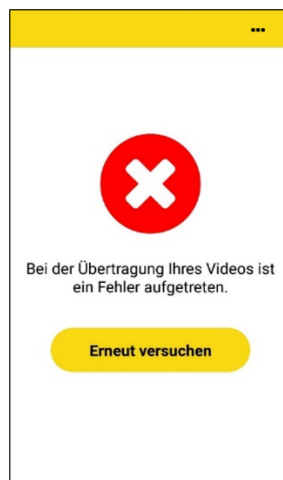 Bei der Übertragung Ihres Videos ist
ein Fehler aufgetreten.
Erneut versuchen